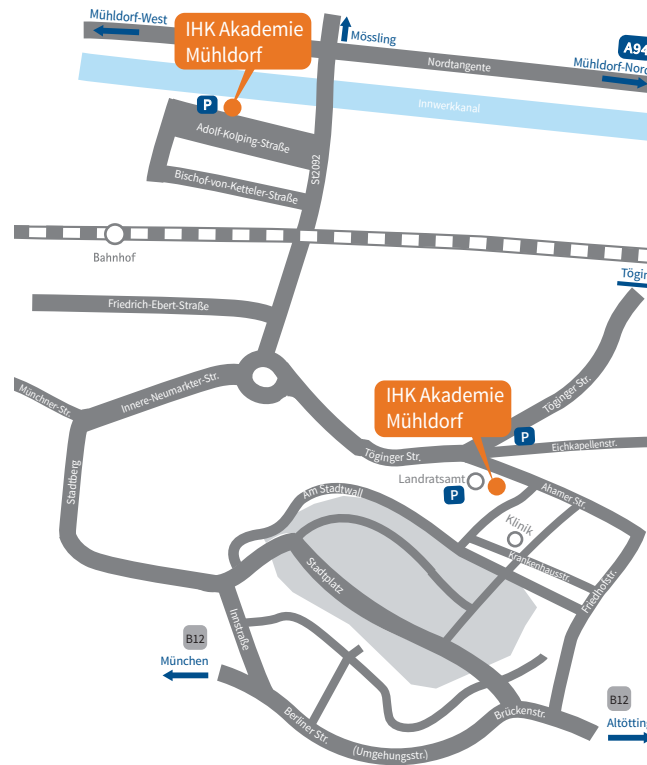 Mühldorf-West
IHK Akademie
Mühldorf
Mössling
A94
Nordtangente
Mühldorf-Nord
P
Innwerkkanal
Adolf-Kolping-Straße
St2092
Bischof-von-Ketteler-Straße
Bahnhof
Friedrich-Ebert-Straße
Innere-Neumarkter-Str.
Münchner-Str.
Töginger Str.
IHK Akademie
Mühldorf
P
Eichkapellenstr.
Töginger Str.
Landratsamt
P
Stadtberg
Am Stadtwall
Ahamer Str.
Klinik
Krankenhausstr.
Stadtplatz
Friedhofstr.
Innstraße
B12
München
B12
Brückenstr.
Altötting
Berliner Str.
(Umgehungsstr.)